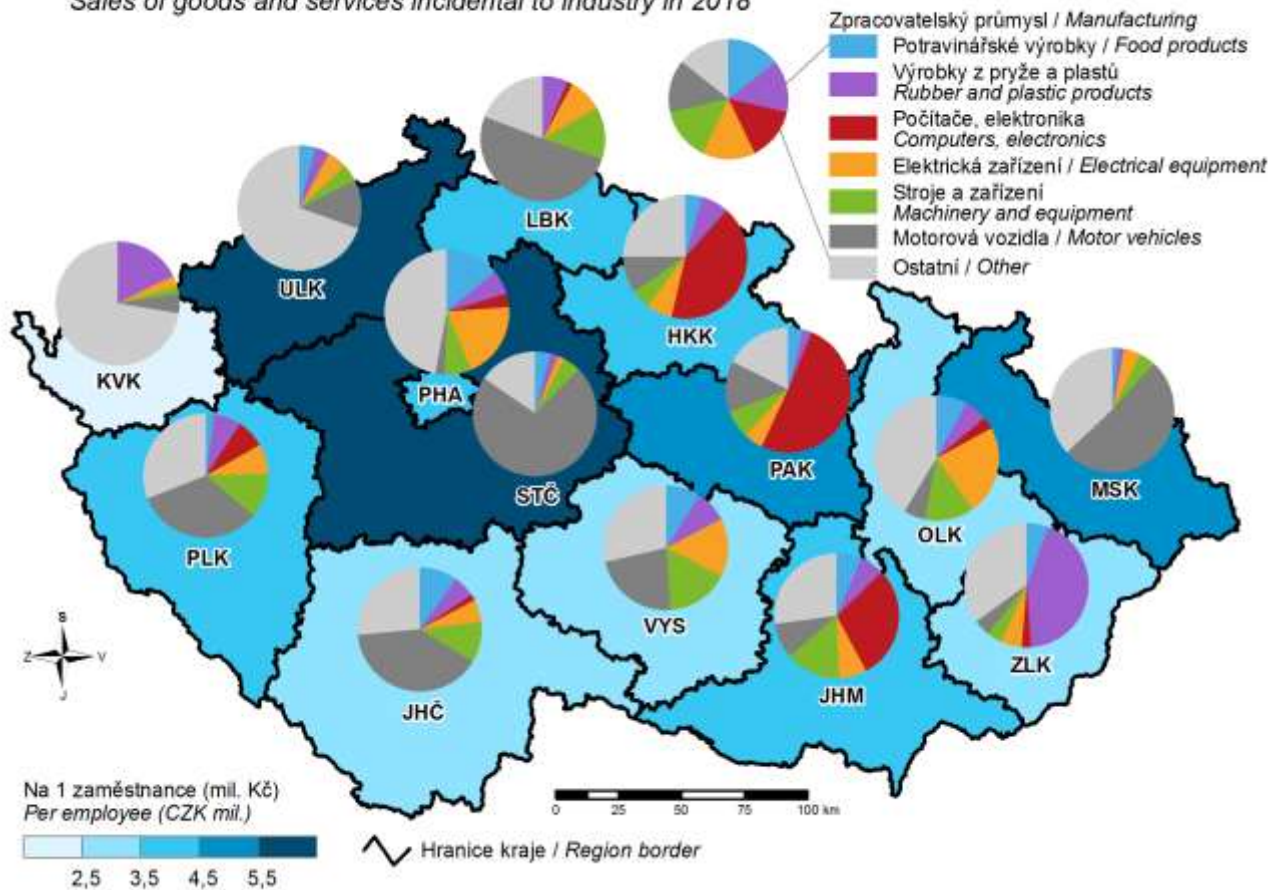 Sales of goods and services incidental to industry in 2018
Zpracovatelský průmysl / Manufacturing
Potravinářské výrobky / Food products
Výrobky z pryže a plastů
Rubber and plastic products
Počítače, elektronika
Computers, electronics
Elektrická zařízení / Electrical equipment
Stroje a zařízení
Machinery and equipment
Motorová vozidla / Motor vehicles
Ostatní / Other
LBK
ULK
HKK
KVK
PHA
PAK
STČ
MSK
OLK
PLK
VYS
ZLK
JHM
JHČ
S
Z
V
J
Na 1 zaměstnance (mil. Kč)
Per employee (CZK mil.)
2,5 3,5 4,5 5,5
Hranice kraje / Region border
0 25 50 75 100 km